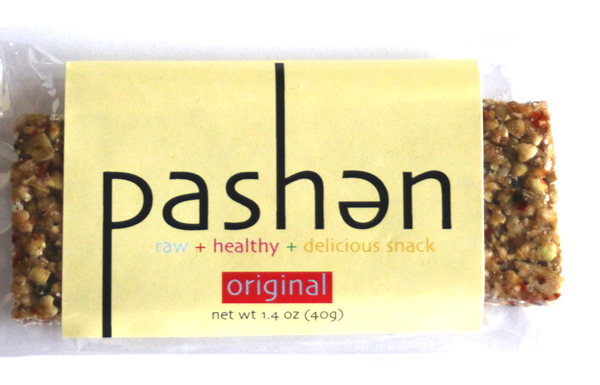 pashən
raw + healthy + delicious snack
original
net wt 1.4 oz (40g)